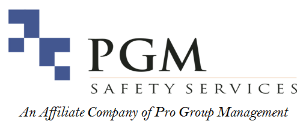 PGM
SAFETY SERVICES
An Affiliate Company of Pro Group Management